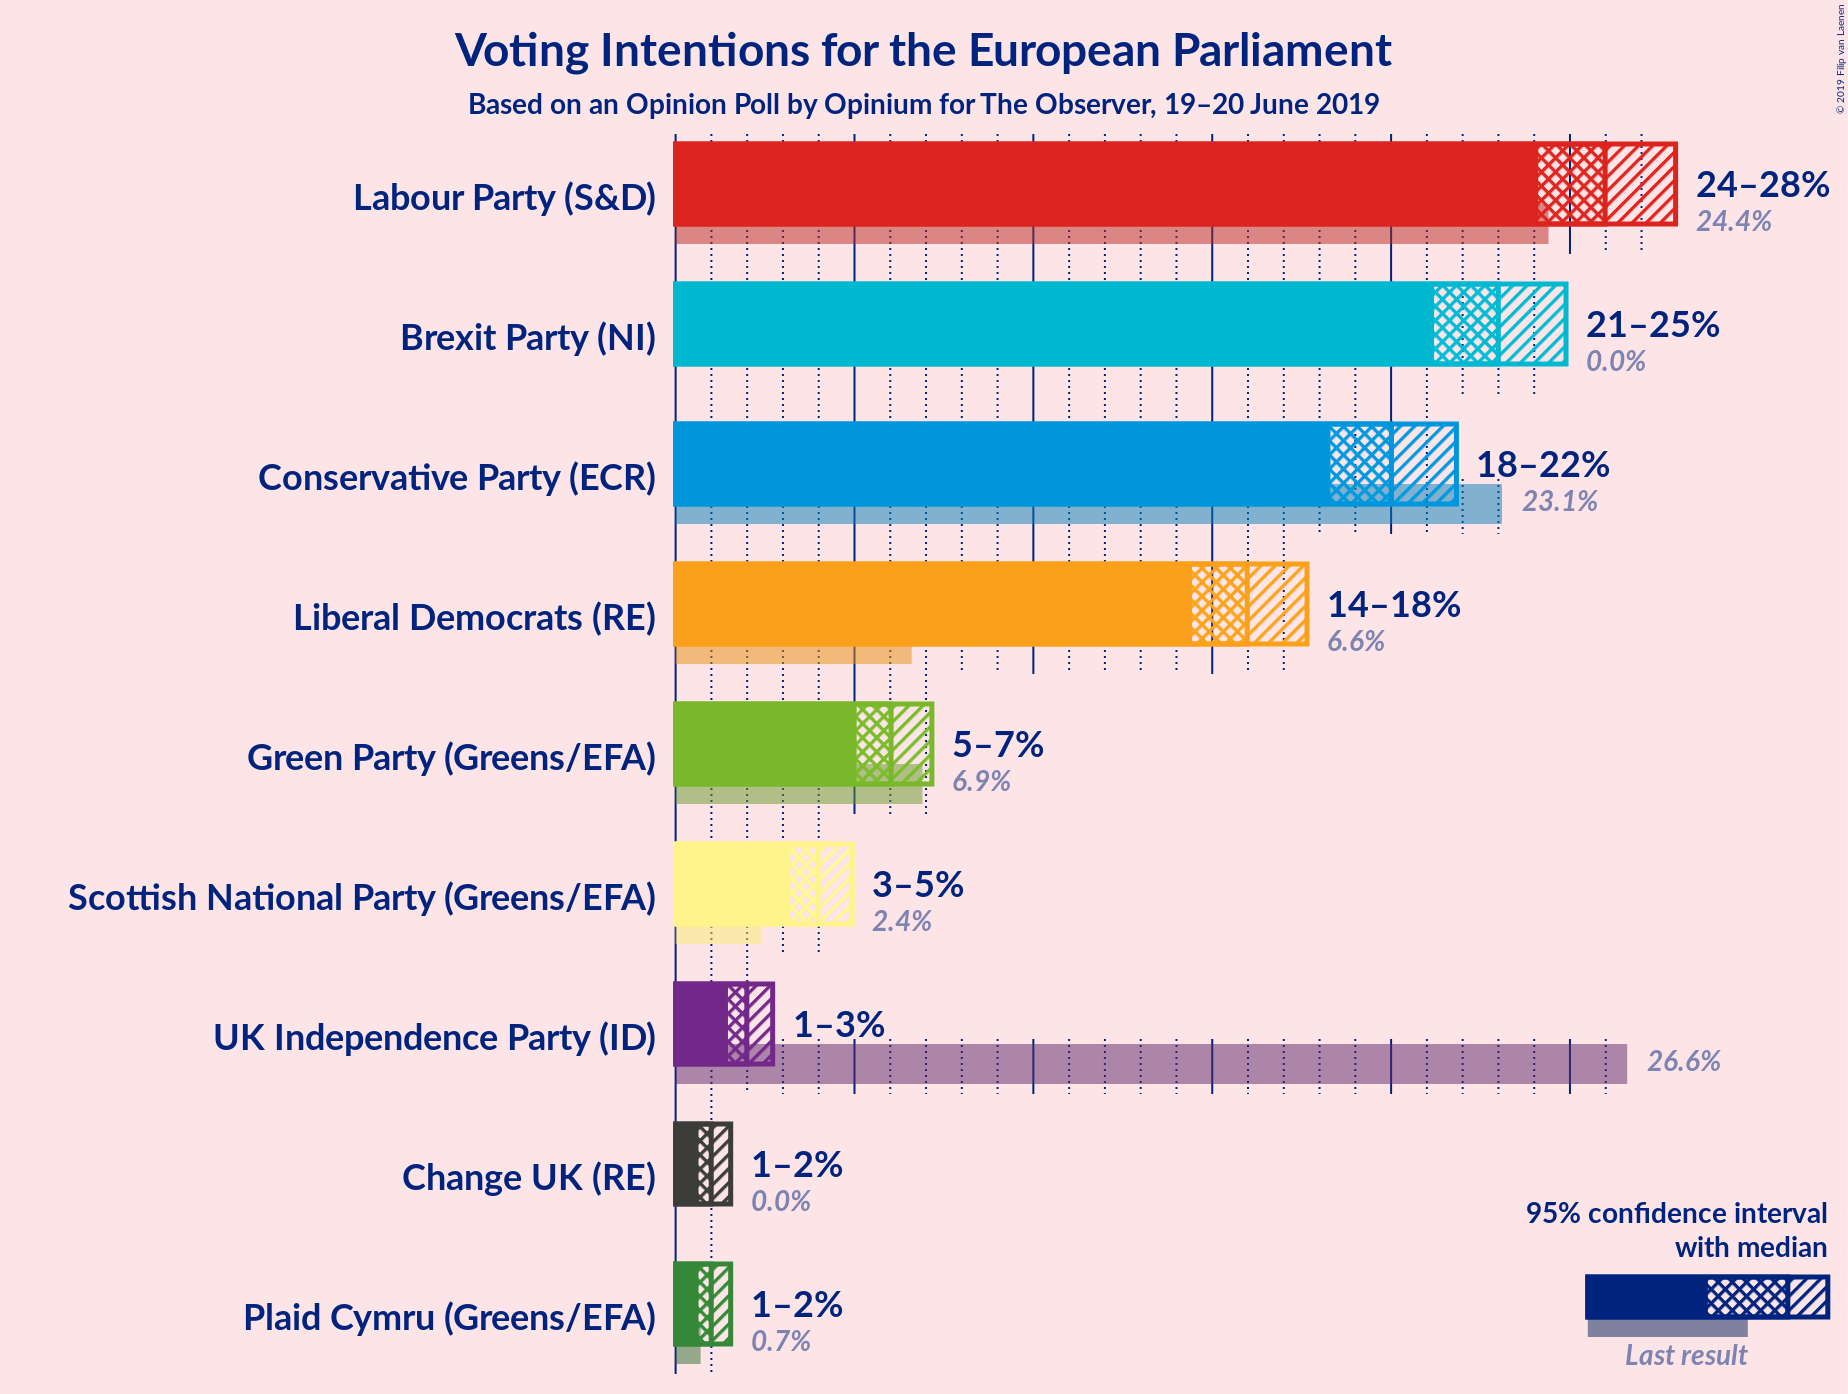 Voting Intentions for the European Parliament
Based on an Opinion Poll by Opinium for The Observer, 19–20 June 2019
© 2019 Filip van Laenen
Labour Party (S&D)
24–28%
24.4%
Brexit Party (NI)
21–25%
0.0%
Conservative Party (ECR)
18–22%
23.1%
Liberal Democrats (RE)
14–18%
6.6%
Green Party (Greens/EFA)
5–7%
6.9%
Scottish National Party (Greens/EFA)
3–5%
2.4%
UK Independence Party (ID)
1–3%
26.6%
Change UK (RE)
1–2%
0.0%
Plaid Cymru (Greens/EFA)
1–2%
0.7%
95% confidence interval
with median
Last result